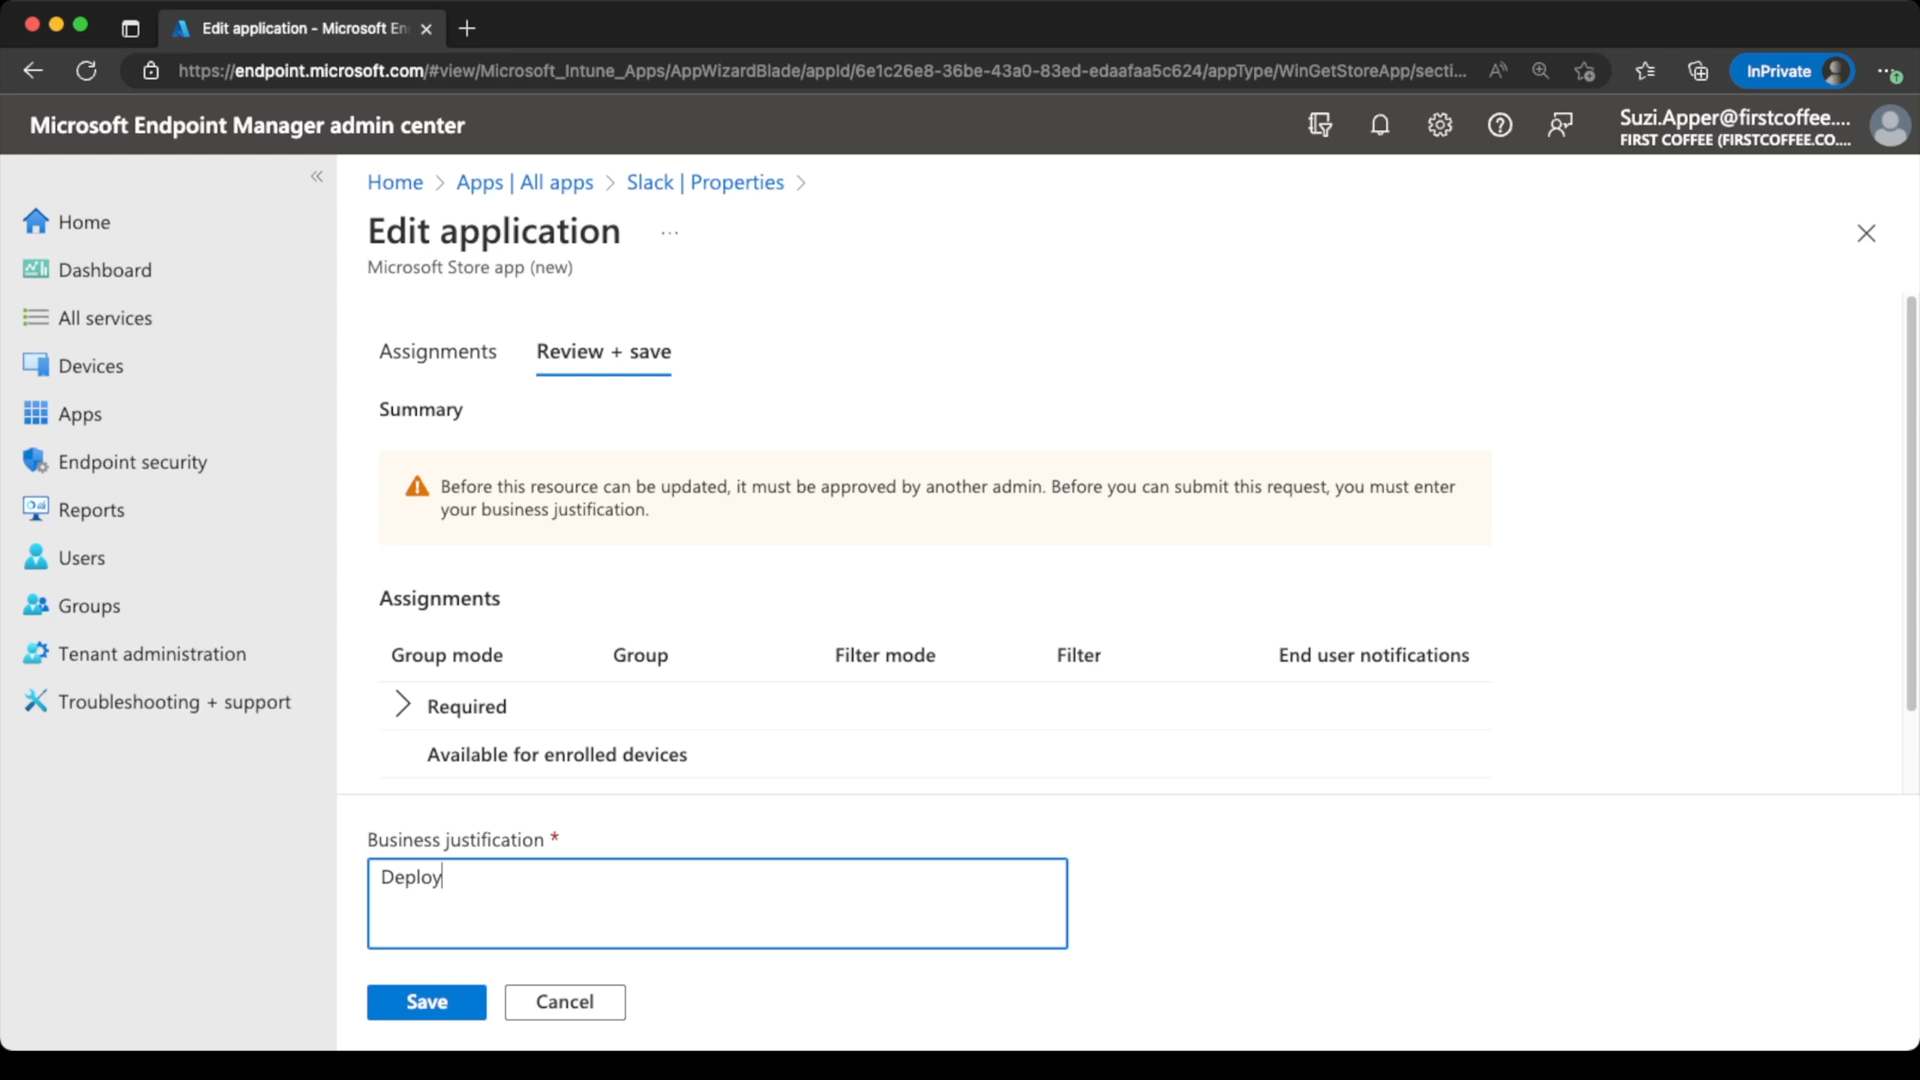 Edit application - Microsoft En
https://endpoint.microsoft.com/#view/Microsoft_Intune_Apps/AppWizardBlade/appId/6e1c26e8-36be-43a0-83ed-edaafaa5c624/appType/WinGetStoreApp/secti...
InPrivate
Microsoft Endpoint Manager admin center
Suzi.Apper@firstcoffee....
FIRST COFFEE (FIRSTCOFFEE.CO....
Home
Dashboard
All services
Devices
Apps
Endpoint security
Reports
Users
Groups
Tenant administration
Troubleshooting + support
Home > Apps | All apps > Slack | Properties >
Edit application ...
Microsoft Store app (new)
Assignments Review + save
Summary
Before this resource can be updated, it must be approved by another admin. Before you can submit this request, you must enter
your business justification.
Assignments
Group mode Group Filter mode Filter End user notifications
Required
Available for enrolled devices
Business justification *
Deploy
Save Cancel